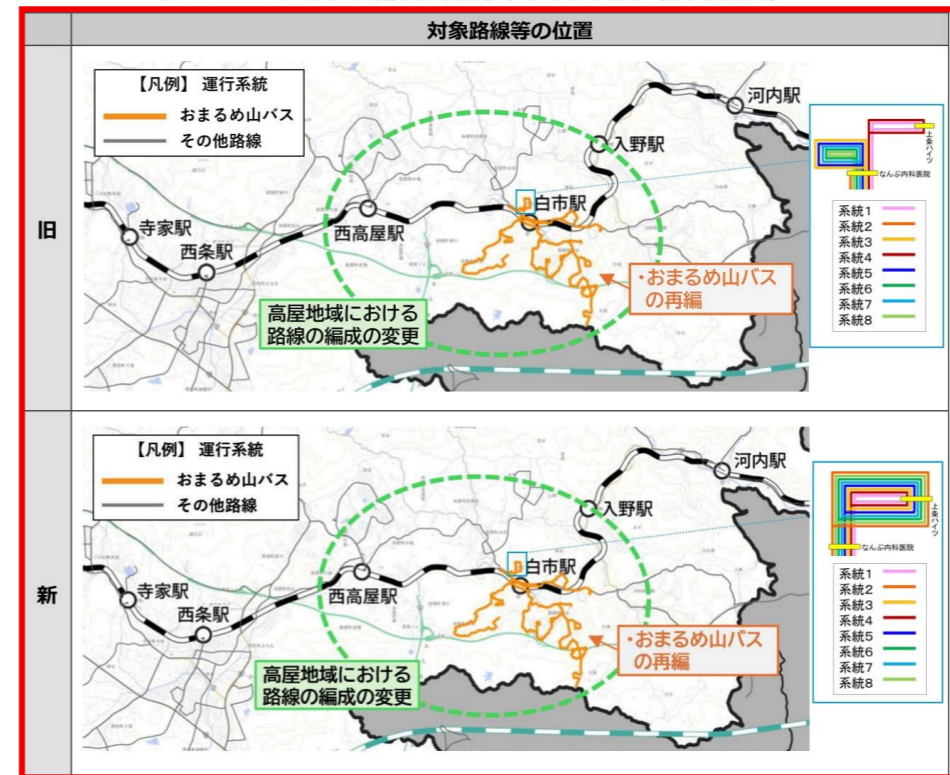 対象路線等の位置
旧
【凡例】 運行系統
おまるめ山バス
その他路線
河内駅
入野駅
白市駅
西高屋駅
寺家駅
西条駅
・おまるめ山バス
の再編
高屋地域における
路線の編成の変更
上条ハイツ
なんぶ内科医院
系統1
系統2
系統3
系統4
系統5
系統6
系統7
系統8
新
【凡例】 運行系統
おまるめ山バス
その他路線
河内駅
入野駅
白市駅
西高屋駅
寺家駅
西条駅
・おまるめ山バス
の再編
高屋地域における
路線の編成の変更
上条ハイツ
なんぶ内科医院
系統1
系統2
系統3
系統4
系統5
系統6
系統7
系統8